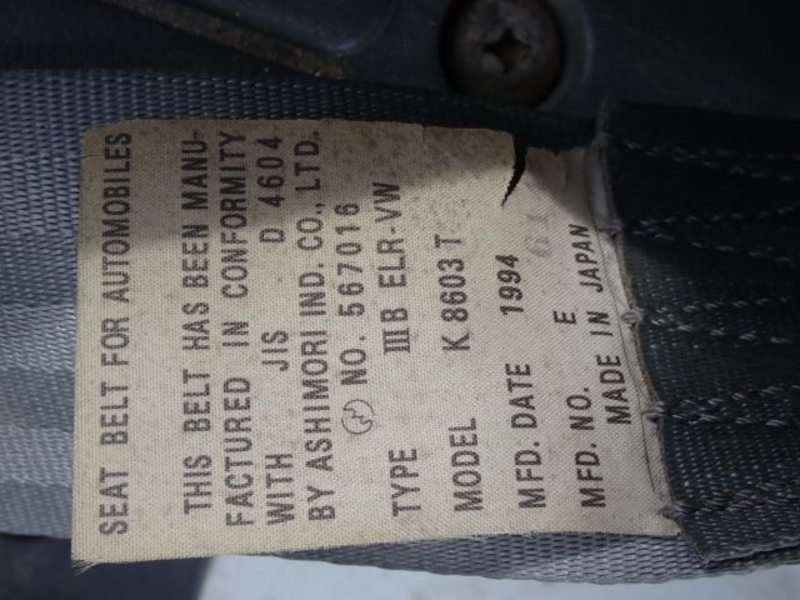 SEAT BELT FOR AUTOMOBILES
THIS BELT HAS BEEN MANU-
FACTURED IN CONFORMITY
WITH JIS D 4604
BY ASHIMORI IND. CO., LTD.
NO. 567016
TYPE ⅢB ELR-VW
MODEL K 8603 T
MFD. DATE 1994
MFD. NO. E
MADE IN JAPAN